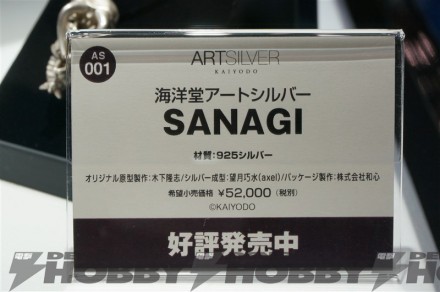 AS
001
ARTSILVER
KAIYODO
海洋堂アートシルバー
SANAGI
材質:925シルバー
オリジナル原型製作:木下隆志/シルバー成型:望月巧水(axel)/パッケージ製作:株式会社和心
希望小売価格 ¥52,000 (税別)
©KAIYODO
好評発売中
HOBBY HOBBY HOBBY